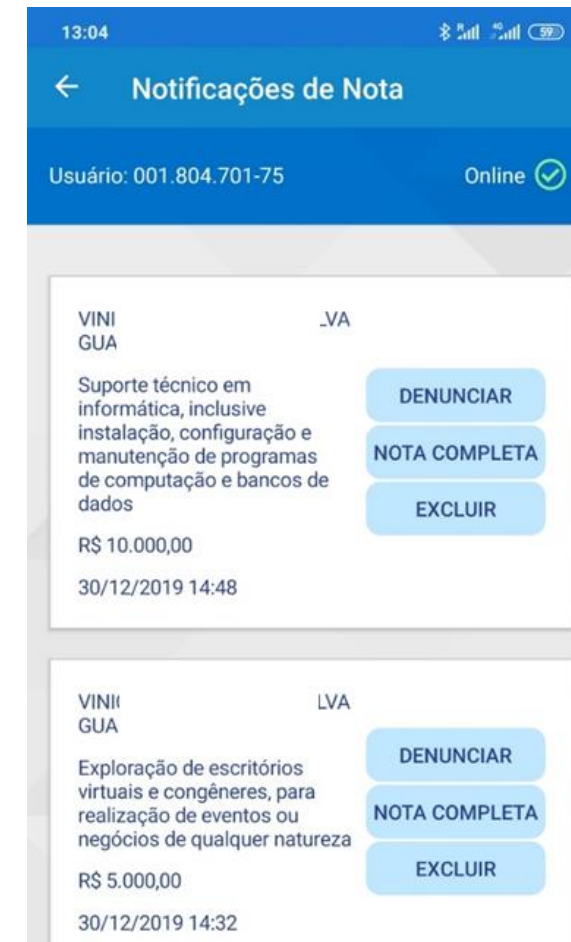 13:04
R 4G 59
Notificações de Nota
Usuário: 001.804.701-75 Online
VINI LVA
GUA
Suporte técnico em
informática, inclusive
instalação, configuração e
manutenção de programas
de computação e bancos de
dados
R$ 10.000,00
30/12/2019 14:48
DENUNCIAR
NOTA COMPLETA
EXCLUIR
VINI LVA
GUA
Exploração de escritórios
virtuais e congêneres, para
realização de eventos ou
negócios de qualquer natureza
R$ 5.000,00
30/12/2019 14:32
DENUNCIAR
NOTA COMPLETA
EXCLUIR